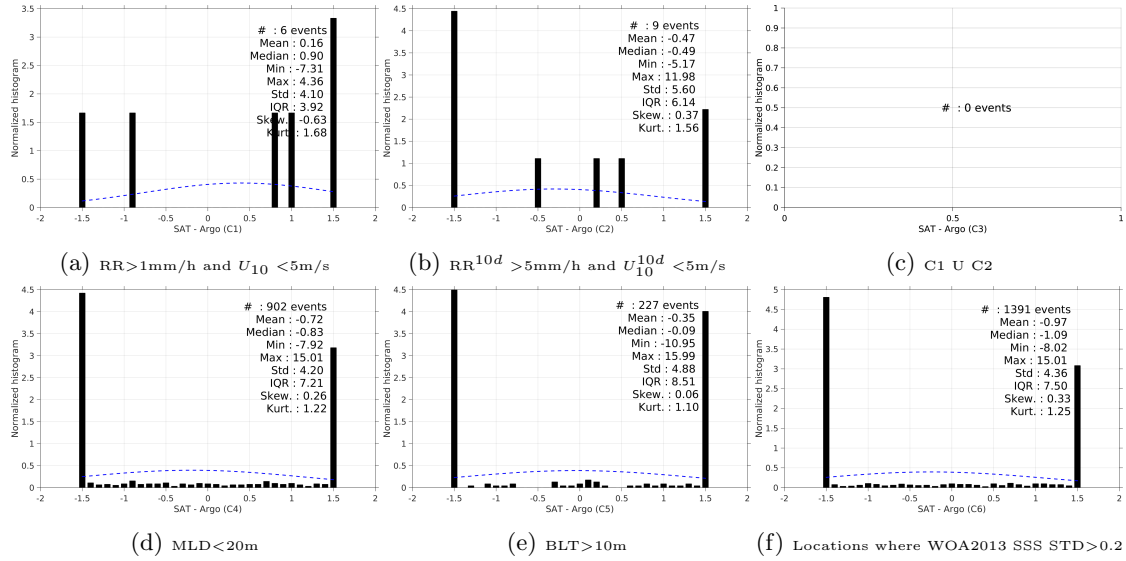 3.5
3
2.5
2
1.5
1
0.5
0
Normalized histogram
# : 6 events
Mean : 0.16
Median : 0.90
Min : -7.31
Max : 4.36
Std : 4.10
IQR : 3.92
Skew. : -0.63
Kurt. : 1.68
-2 -1.5 -1 -0.5 0 0.5 1 1.5 2
SAT - Argo (C1)
(a) RR>1mm/h and U10 <5m/s
4.5
4
3.5
3
2.5
2
1.5
1
0.5
0
Normalized histogram
# : 9 events
Mean : -0.47
Median : -0.49
Min : -5.17
Max : 11.98
Std : 5.60
IQR : 6.14
Skew. : 0.37
Kurt. : 1.56
-2 -1.5 -1 -0.5 0 0.5 1 1.5 2
SAT - Argo (C2)
(b) RR^10d >5mm/h and U10^10d <5m/s
1
0.9
0.8
0.7
0.6
0.5
0.4
0.3
0.2
0.1
0
Normalized histogram
# : 0 events
0 0.5 1
SAT - Argo (C3)
(c) C1 U C2
4.5
4
3.5
3
2.5
2
1.5
1
0.5
0
Normalized histogram
# : 902 events
Mean : -0.72
Median : -0.83
Min : -7.92
Max : 15.01
Std : 4.20
IQR : 7.21
Skew. : 0.26
Kurt. : 1.22
-2 -1.5 -1 -0.5 0 0.5 1 1.5 2
SAT - Argo (C4)
(d) MLD<20m
4.5
4
3.5
3
2.5
2
1.5
1
0.5
0
Normalized histogram
# : 227 events
Mean : -0.35
Median : -0.09
Min : -10.95
Max : 15.99
Std : 4.88
IQR : 8.51
Skew. : 0.06
Kurt. : 1.10
-2 -1.5 -1 -0.5 0 0.5 1 1.5 2
SAT - Argo (C5)
(e) BLT>10m
5
4.5
4
3.5
3
2.5
2
1.5
1
0.5
0
Normalized histogram
# : 1391 events
Mean : -0.97
Median : -1.09
Min : -8.02
Max : 15.01
Std : 4.36
IQR : 7.50
Skew. : 0.33
Kurt. : 1.25
-2 -1.5 -1 -0.5 0 0.5 1 1.5 2
SAT - Argo (C6)
(f) Locations where WOA2013 SSS STD>0.2